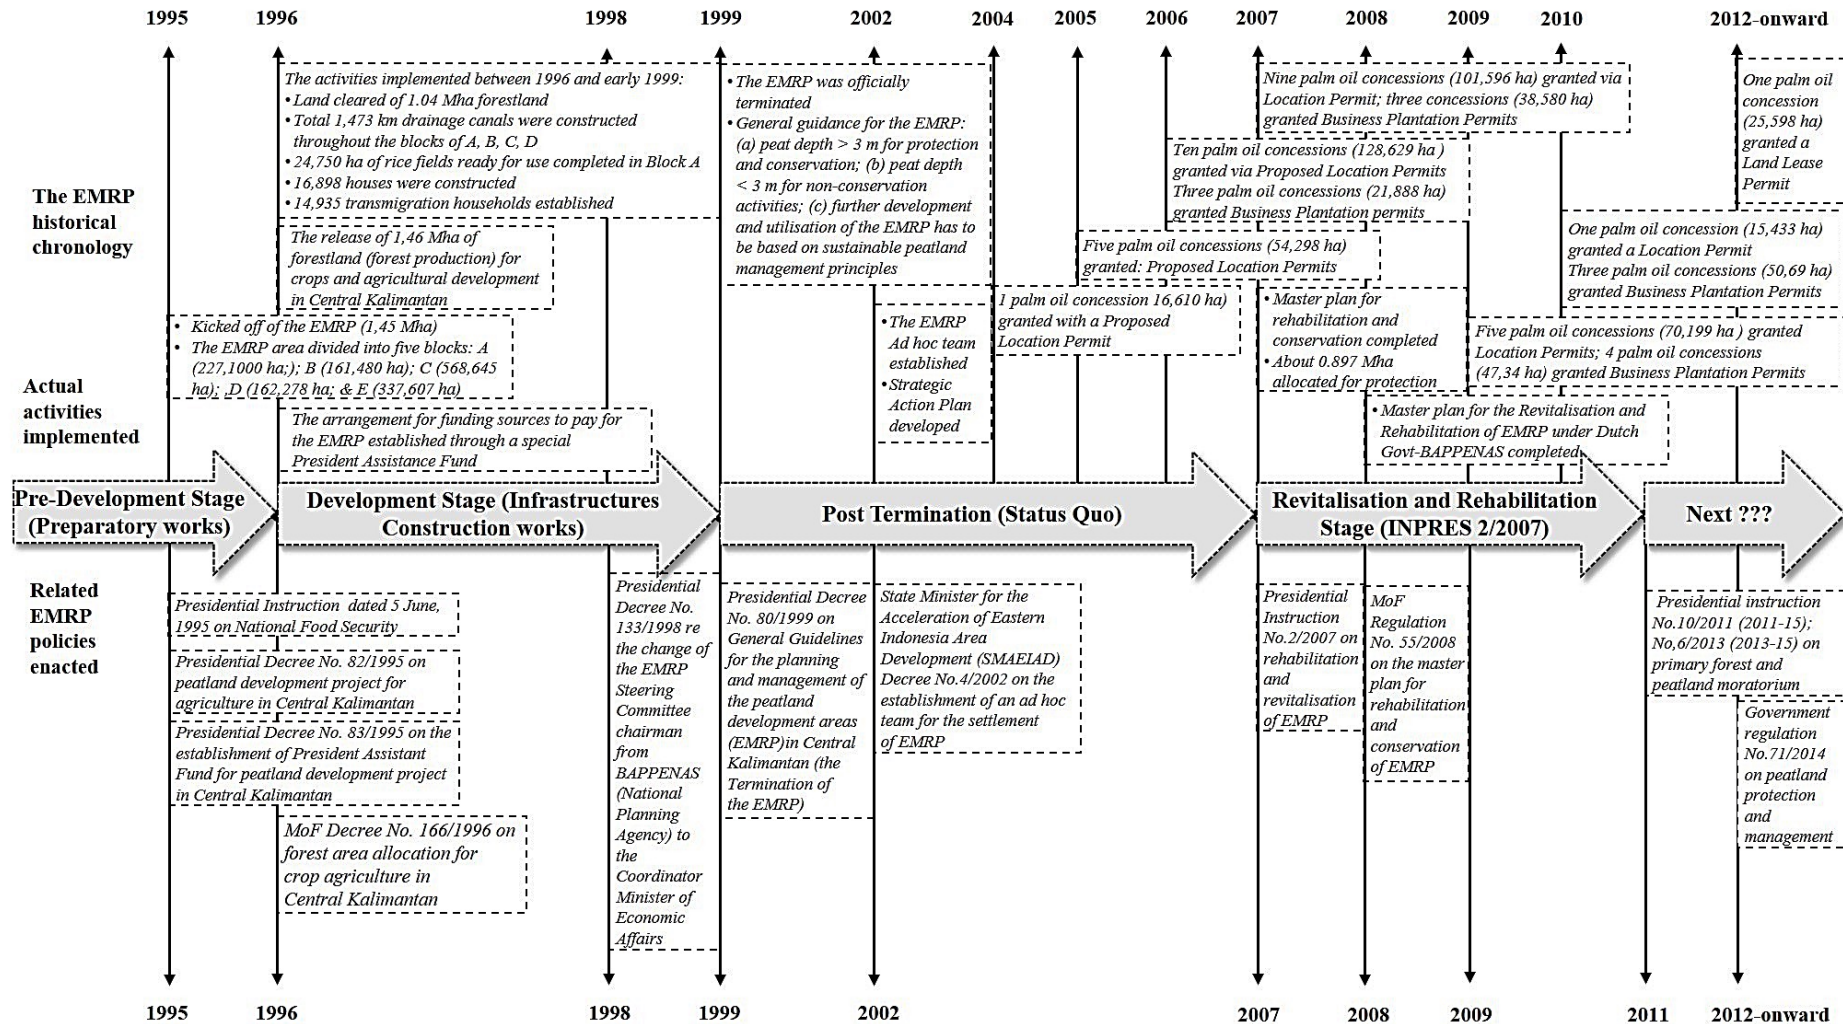 1995
1996
1998
1999
2002
2004
2005
2006
2007
2008
2009
2010
2012-onward
The EMRP
historical
chronology
Actual
activities
implemented
The activities implemented between 1996 and early 1999:
• Land cleared of 1.04 Mha forestland
• Total 1,473 km drainage canals were constructed
throughout the blocks of A, B, C, D
• 24,750 ha of rice fields ready for use completed in Block A
• 16,898 houses were constructed
• 14,935 transmigration households established
The release of 1,46 Mha of
forestland (forest production) for
crops and agricultural development
in Central Kalimantan
• Kicked off of the EMRP (1,45 Mha)
• The EMRP area divided into five blocks: A
(227,1000 ha;); B (161,480 ha); C (568,645
ha); ,D (162,278 ha; & E (337,607 ha)
The arrangement for funding sources to pay for
the EMRP established through a special
President Assistance Fund
• The EMRP was officially
terminated
• General guidance for the EMRP:
(a) peat depth > 3 m for protection
and conservation; (b) peat depth
< 3 m for non-conservation
activities; (c) further development
and utilisation of the EMRP has to
be based on sustainable peatland
management principles
• The EMRP
Ad hoc team
established
• Strategic
Action Plan
developed
1 palm oil concession 16,610 ha)
granted with a Proposed
Location Permit
Five palm oil concessions (54,298 ha)
granted: Proposed Location Permits
Ten palm oil concessions (128,629 ha )
granted via Proposed Location Permits
Three palm oil concessions (21,888 ha)
granted Business Plantation permits
Nine palm oil concessions (101,596 ha) granted via
Location Permit; three concessions (38,580 ha)
granted Business Plantation Permits
• Master plan for
rehabilitation and
conservation completed
• About 0.897 Mha
allocated for protection
• Master plan for the Revitalisation and
Rehabilitation of EMRP under Dutch
Govt-BAPPENAS completed
Five palm oil concessions (70,199 ha ) granted
Location Permits; 4 palm oil concessions
(47,34 ha) granted Business Plantation Permits
One palm oil concession (15,433 ha)
granted a Location Permit
Three palm oil concessions (50,69 ha)
granted Business Plantation Permits
One palm oil
concession
(25,598 ha)
granted a
Land Lease
Permit
Pre-Development Stage
(Preparatory works)
Development Stage (Infrastructures
Construction works)
Post Termination (Status Quo)
Revitalisation and Rehabilitation
Stage (INPRES 2/2007)
Next ???
Related
EMRP
policies
enacted
Presidential Instruction dated 5 June,
1995 on National Food Security
Presidential Decree No. 82/1995 on
peatland development project for
agriculture in Central Kalimantan
Presidential Decree No. 83/1995 on the
establishment of President Assistant
Fund for peatland development project
in Central Kalimantan
MoF Decree No. 166/1996 on
forest area allocation for
crop agriculture in
Central Kalimantan
Presidential
Decree No.
133/1998 re
the change of
the EMRP
Steering
Committee
chairman
from
BAPPENAS
(National
Planning
Agency) to
the
Coordinator
Minister of
Economic
Affairs
Presidential Decree
No. 80/1999 on
General Guidelines
for the planning
and management of
the peatland
development areas
(EMRP)in Central
Kalimantan (the
Termination of
the EMRP)
State Minister for the
Acceleration of Eastern
Indonesia Area
Development (SMAEIAD)
Decree No.4/2002 on the
establishment of an ad hoc
team for the settlement
of EMRP
Presidential
Instruction
No.2/2007 on
rehabilitation
and
revitalisation
of EMRP
MoF
Regulation
No. 55/2008
on the master
plan for
rehabilitation
and
conservation
of EMRP
Presidential instruction
No.10/2011 (2011-15);
No,6/2013 (2013-15) on
primary forest and
peatland moratorium
Government
regulation
No.71/2014
on peatland
protection
and
management
1995
1996
1998
1999
2002
2007
2008
2009
2011
2012-onward